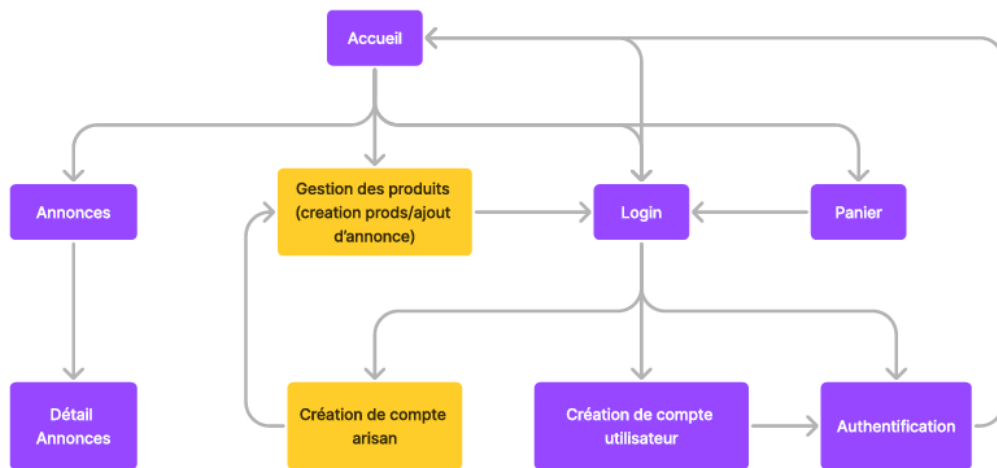 Accueil
Annonces
Gestion des produits
(creation prods/ajout
d'annonce)
Login
Panier
Détail
Annonces
Création de compte
arisan
Création de compte
utilisateur
Authentification